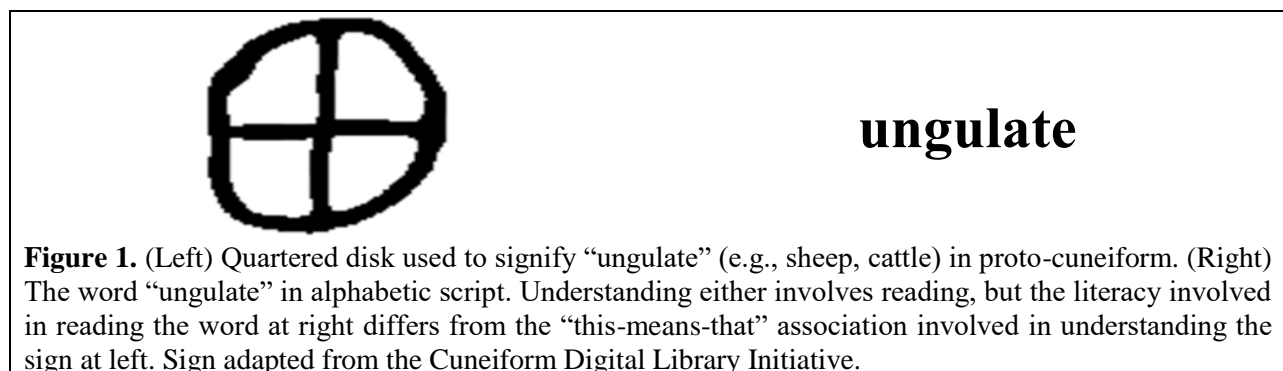 ungulate
Figure 1. (Left) Quartered disk used to signify “ungulate” (e.g., sheep, cattle) in proto-cuneiform. (Right)
The word “ungulate” in alphabetic script. Understanding either involves reading, but the literacy involved
in reading the word at right differs from the “this-means-that” association involved in understanding the
sign at left. Sign adapted from the Cuneiform Digital Library Initiative.